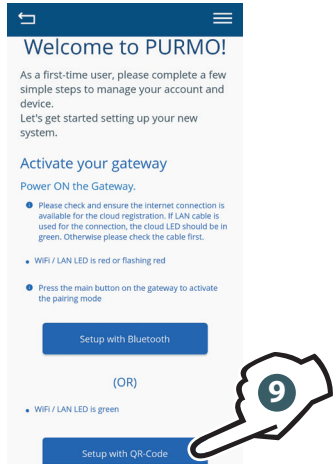 Welcome to PURMO!
As a first-time user, please complete a few
simple steps to manage your account and
device.
Let's get started setting up your new
system.
Activate your gateway
Power ON the Gateway.
Please check and ensure the internet connection is
available for the cloud registration. If LAN cable is
used for the connection, the cloud LED should be in
green. Otherwise please check the cable first.
WiFi / LAN LED is red or flashing red
Press the main button on the gateway to activate
the pairing mode
Setup with Bluetooth
(OR)
WiFi / LAN LED is green
Setup with QR-Code
9